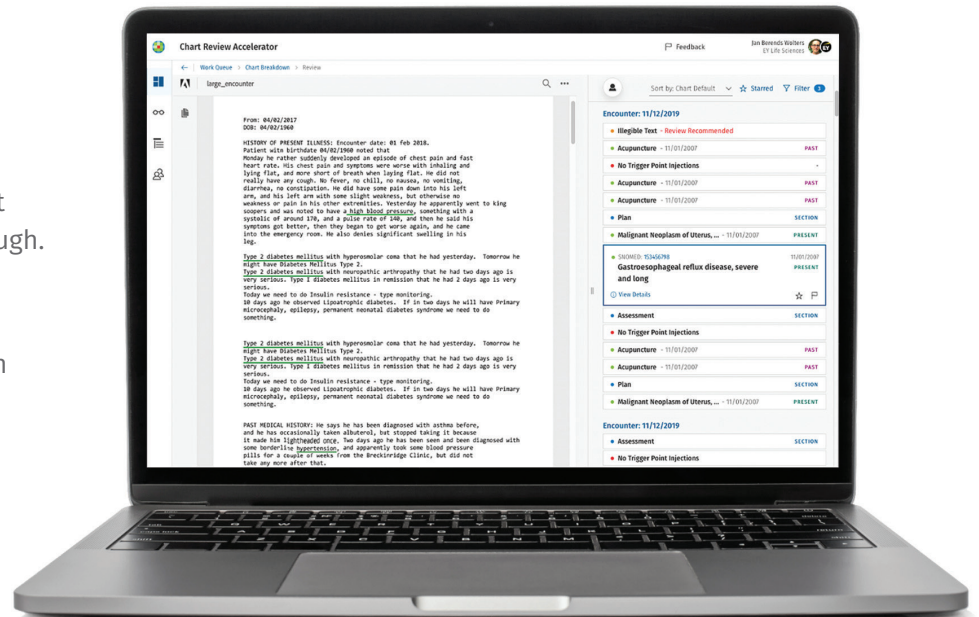 Chart Review Accelerator
Feedback
Jan Berends Wolters
EY Life Sciences
EY
Work Queue > Chart Breakdown > Review
large_encounter
Sort by: Chart Default
Starred
Filter 1
t
ugh.
n
From: 04/02/2017
DOB: 04/02/1960
HISTORY OF PRESENT ILLNESS: Encounter date: 01 Feb 2018.
Patient with birthdate 04/02/1960 noted that
Monday he rather suddenly developed an episode of chest pain and fast
heart rate. His chest pain and symptoms were worse with inhaling and
lying flat, and more short of breath when laying flat. He did not
really have any cough. No fever, no chill, no nausea, no vomiting,
diarrhea, no constipation. He did have some pain down into his left
arm, and his left arm with some slight weakness, but otherwise no
weakness or pain in his other extremities. Yesterday he apparently went to king
soopers and was noted to have a high blood pressure, something with a
systolic of around 170, and a pulse rate of 140, and then he said his
symptoms got better, then they began to get worse again, and he came
into the emergency room. He also denies significant swelling in his
leg.
Type 2 diabetes mellitus with hyperosmolar coma that he had yesterday. Tomorrow he
might have Diabetes Mellitus Type 2.
Type 2 diabetes mellitus with neuropathic arthropathy that he had two days ago is
very serious. Type I diabetes mellitus in remission that he had 2 days ago is very
serious.
Today we need to do Insulin resistance - type monitoring.
10 days ago he observed Lipoatrophic diabetes. If in two days he will have Primary
microcephaly, epilepsy, permanent neonatal diabetes syndrome we need to do
something.
Type 2 diabetes mellitus with hyperosmolar coma that he had yesterday. Tomorrow he
might have Diabetes Mellitus Type 2.
Type 2 diabetes mellitus with neuropathic arthropathy that he had two days ago is
very serious. Type I diabetes mellitus in remission that he had 2 days ago is very
serious.
Today we need to do Insulin resistance - type monitoring.
10 days ago he observed Lipoatrophic diabetes. If in two days he will have Primary
microcephaly, epilepsy, permanent neonatal diabetes syndrome we need to do
something.
PAST MEDICAL HISTORY: He says he has been diagnosed with asthma before,
and he has occasionally taken albuterol, but stopped taking it because
it made him lightheaded once. Two days ago he has been seen and been diagnosed with
some borderline hypertension, and apparently took some blood pressure
pills for a couple of weeks from the Breckinridge Clinic, but did not
take any more after that.
Encounter: 11/12/2019
Illegible Text - Review Recommended
Acupuncture - 11/01/2007 PAST
No Trigger Point Injections -
Acupuncture - 11/01/2007 PAST
Acupuncture - 11/01/2007 PAST
Plan SECTION
Malignant Neoplasm of Uterus, ... - 11/01/2007 PRESENT
SNOMED: 153456798 11/01/2007
Gastroesophageal reflux disease, severe PRESENT
and long
View Details
Assessment SECTION
No Trigger Point Injections
Acupuncture - 11/01/2007 PAST
Acupuncture - 11/01/2007 PAST
Plan SECTION
Malignant Neoplasm of Uterus, ... - 11/01/2007 PRESENT
Encounter: 11/12/2019
Assessment SECTION
No Trigger Point Injections